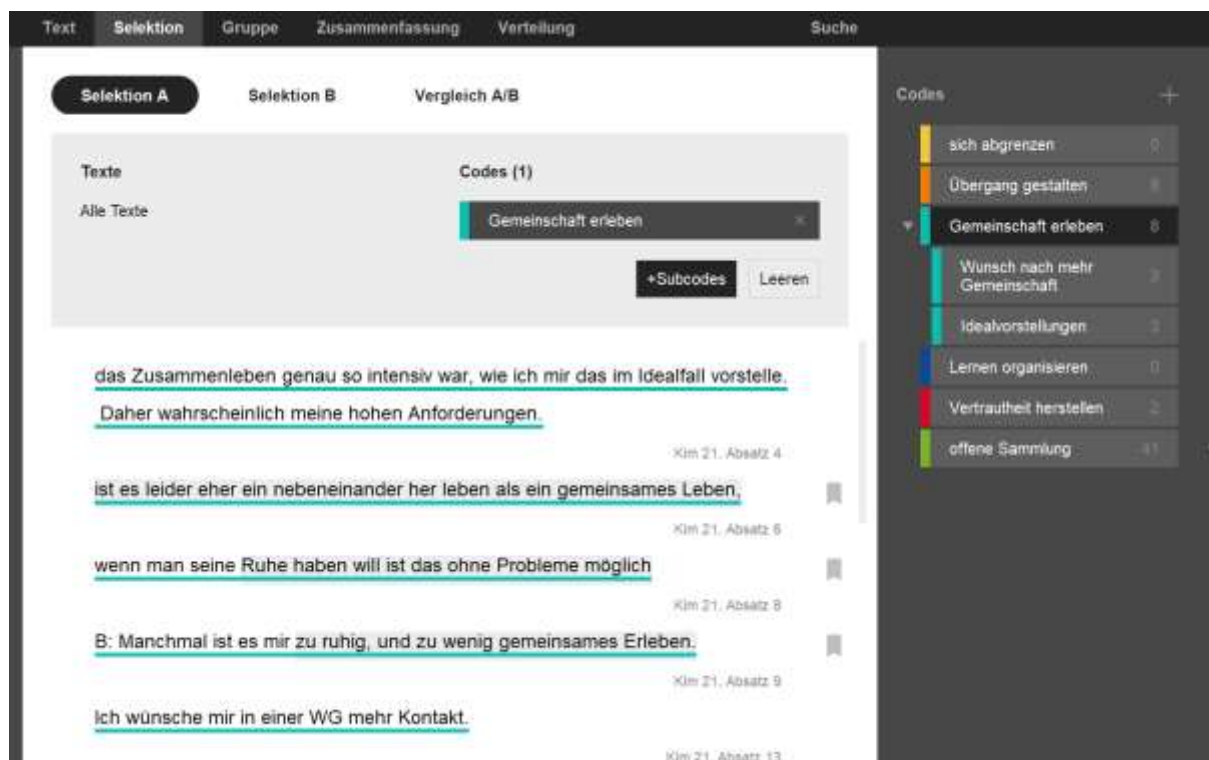 Text Selektion Gruppe Zusammenfassung Verteilung Suche
Selektion A Selektion B Vergleich A/B
Texte
Alle Texte
Codes (1)
Gemeinschaft erleben ×
+Subcodes Leeren
das Zusammenleben genau so intensiv war, wie ich mir das im Idealfall vorstelle.
Daher wahrscheinlich meine hohen Anforderungen.
Kim 21, Absatz 4
ist es leider eher ein nebeneinander her leben als ein gemeinsames Leben,
Kim 21, Absatz 6
wenn man seine Ruhe haben will ist das ohne Probleme möglich
Kim 21, Absatz 8
B: Manchmal ist es mir zu ruhig, und zu wenig gemeinsames Erleben.
Kim 21, Absatz 9
Ich wünsche mir in einer WG mehr Kontakt.
Kim 21, Absatz 13
Codes +
sich abgrenzen
Übergang gestalten
Gemeinschaft erleben 8
Wunsch nach mehr
Gemeinschaft
Idealvorstellungen
Lernen organisieren 0
Vertrautheit herstellen 2
offene Sammlung 41